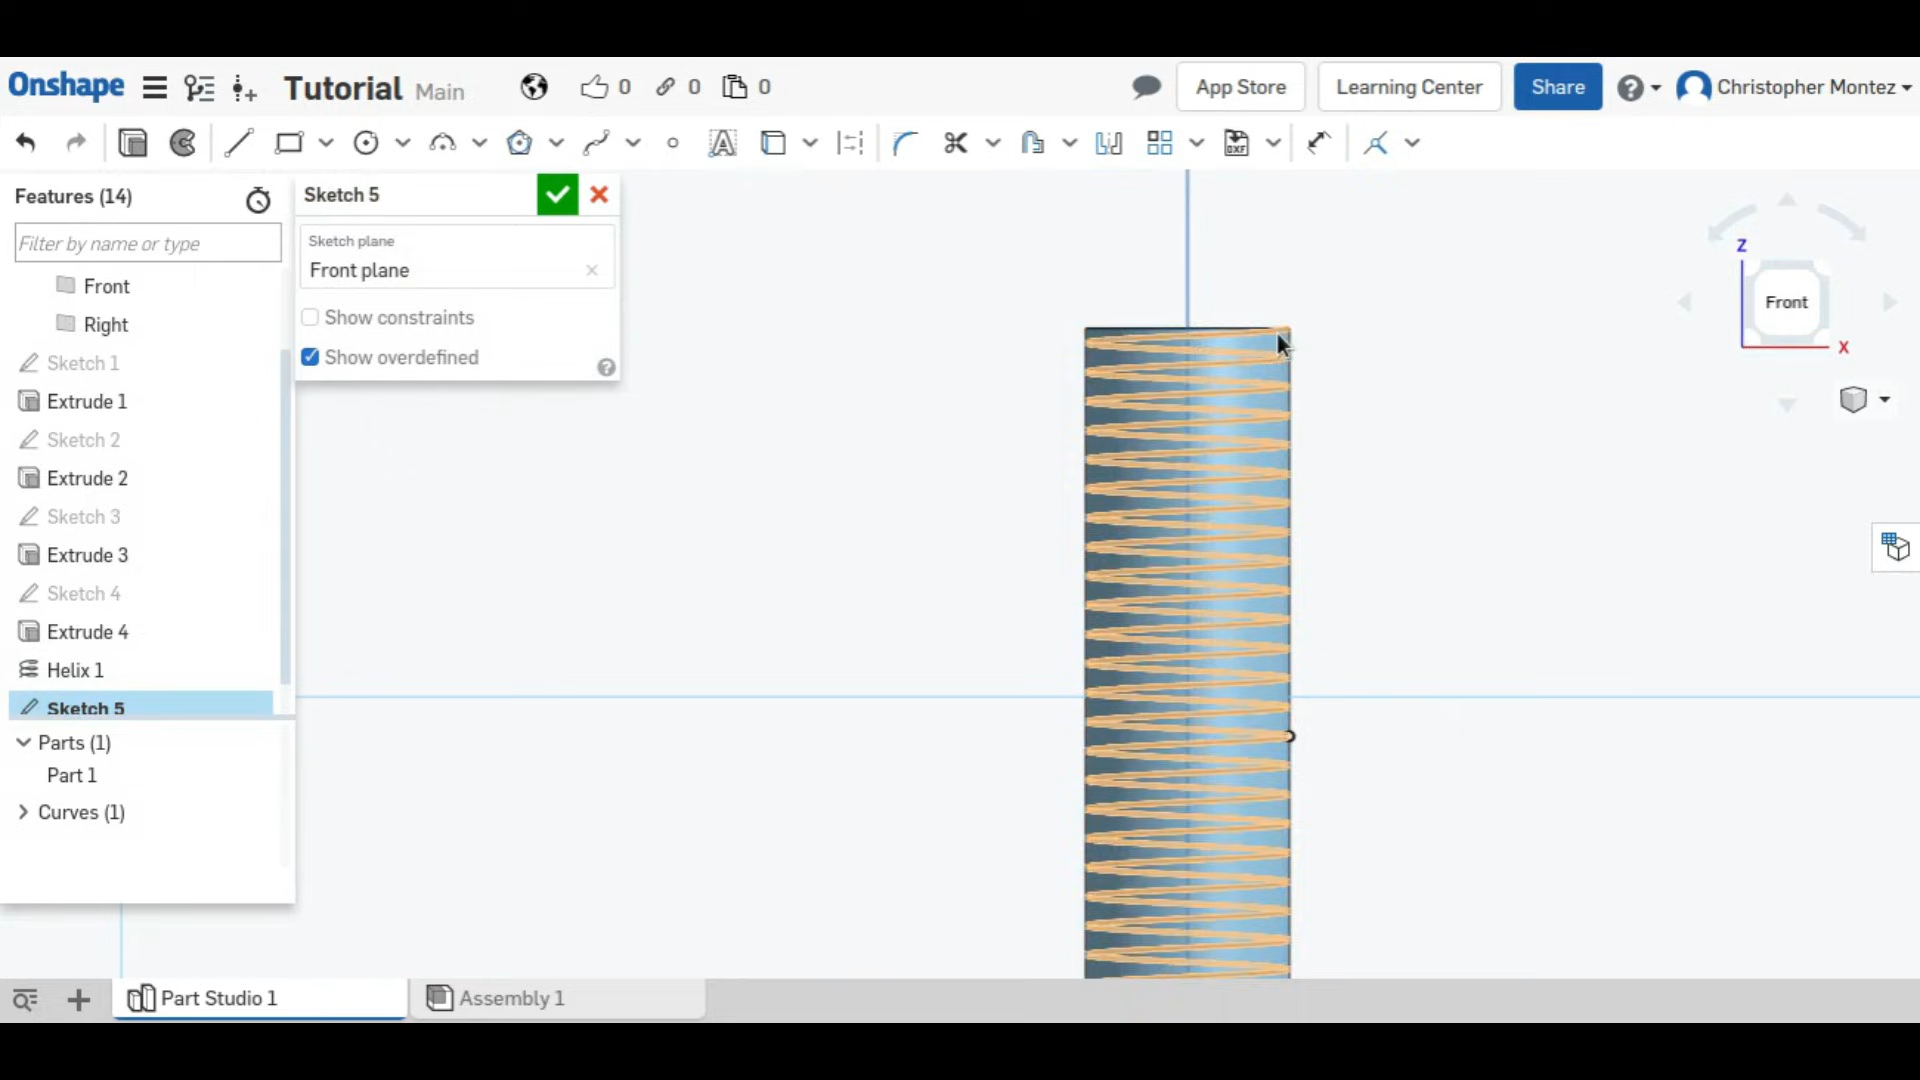 Onshape Tutorial Main 0 0 0 App Store Learning Center Share Christopher Montez
DXF
Features (14)
Filter by name or type
Front
Right
Sketch 1
Extrude 1
Sketch 2
Extrude 2
Sketch 3
Extrude 3
Sketch 4
Extrude 4
Helix 1
Sketch 5
Parts (1)
Part 1
Curves (1)
Sketch 5
Sketch plane
Front plane
Show constraints
Show overdefined
Z
Front
X
Part Studio 1
Assembly 1